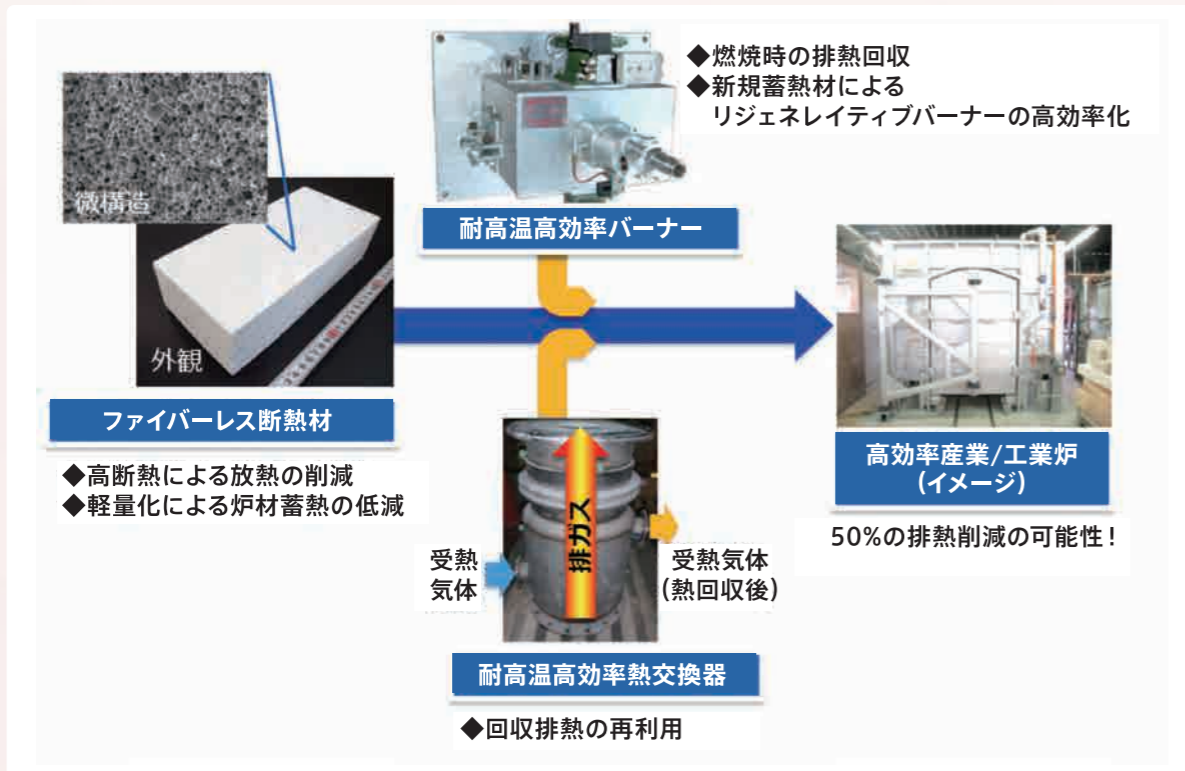 ◆燃焼時の排熱回収
◆新規蓄熱材による
リジェネレイティブバーナーの高効率化
微構造
耐高温高効率バーナー
外観
ファイバーレス断熱材
◆高断熱による放熱の削減
◆軽量化による炉材蓄熱の低減
高効率産業/工業炉
(イメージ)
50%の排熱削減の可能性！
排ガス
受熱
気体
受熱気体
(熱回収後)
耐高温高効率熱交換器
◆回収排熱の再利用